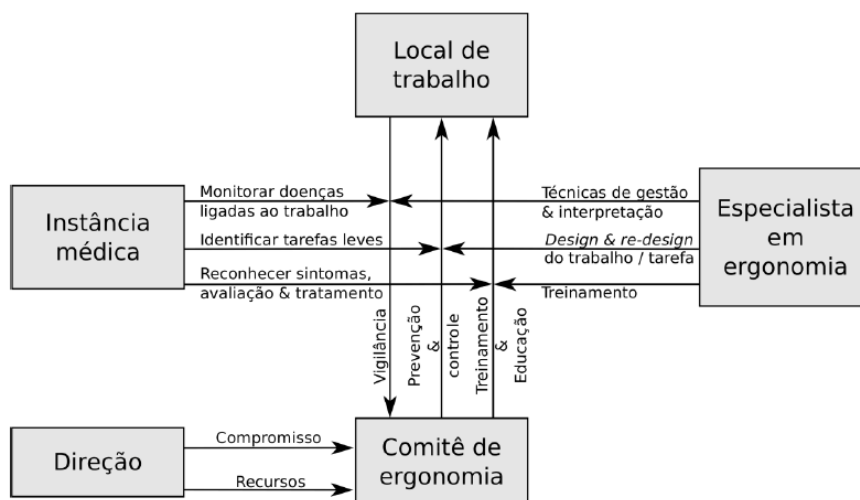 Local de
trabalho
Monitorar doenças
ligadas ao trabalho
Técnicas de gestão
& interpretação
Instância
médica
Identificar tarefas leves
Design & re-design
do trabalho / tarefa
Especialista
em
ergonomia
Reconhecer sintomas,
avaliação & tratamento
Treinamento
Vigilância
Prevenção
&
controle
Treinamento
&
Educação
Direção
Compromisso
Recursos
Comitê de
ergonomia